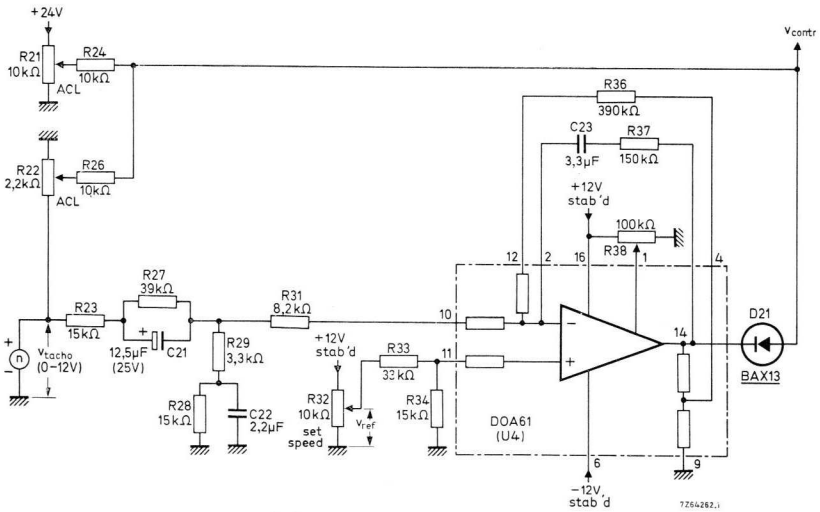 +24V
R21
10kΩ
ACL
R24
10kΩ
Vcontr
R36
390kΩ
C23
3,3µF
R37
150kΩ
R22
2,2kΩ
ACL
R26
10kΩ
+12V
stab'd
100kΩ
R38
12
2
16
1
4
R27
39kΩ
R23
15kΩ
+
12,5µF
(25V)
C21
R31
8,2kΩ
10
–
+
n
–
Vtacho
(0–12V)
R29
3,3kΩ
R28
15kΩ
C22
2,2µF
+12V
stab'd
R33
33kΩ
11
+
14
D21
BAX13
R32
10kΩ
set
speed
Vref
R34
15kΩ
DOA61
(U4)
6
9
–12V
stab'd
7Z64262.1